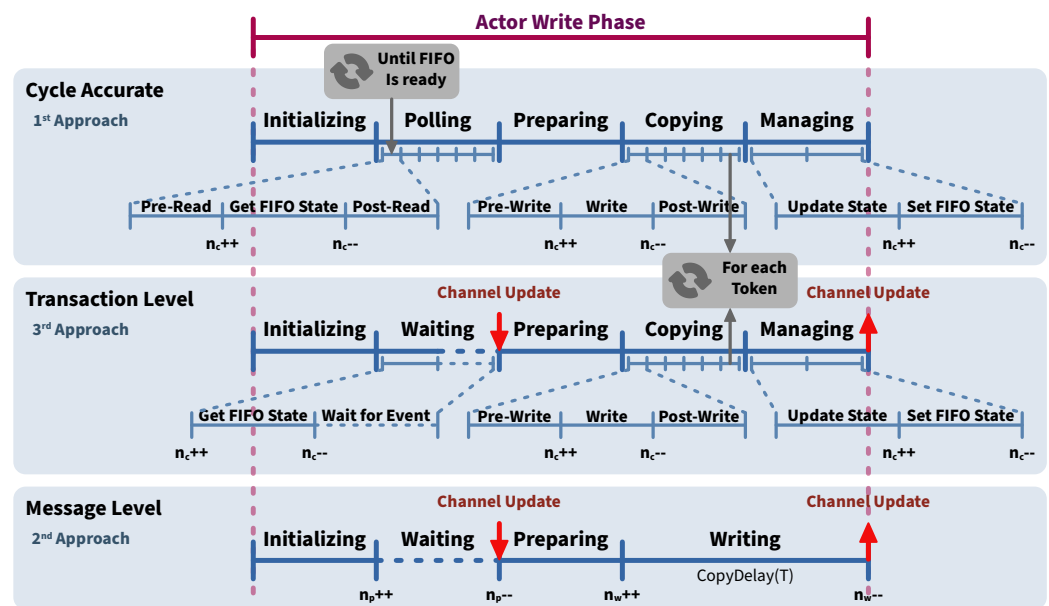 Actor Write Phase
Until FIFO
Is ready
Cycle Accurate
1st Approach
Initializing Polling Preparing Copying Managing
Pre-Read Get FIFO State Post-Read Pre-Write Write Post-Write Update State Set FIFO State
nc++ nc-- nc++ nc-- nc++ nc--
For each
Token
Transaction Level
3rd Approach
Channel Update Channel Update
Initializing Waiting Preparing Copying Managing
Get FIFO State Wait for Event Pre-Write Write Post-Write Update State Set FIFO State
nc++ nc-- nc++ nc-- nc++ nc--
Message Level
2nd Approach
Channel Update Channel Update
Initializing Waiting Preparing Writing
CopyDelay(T)
np++ np-- nw++ nw--